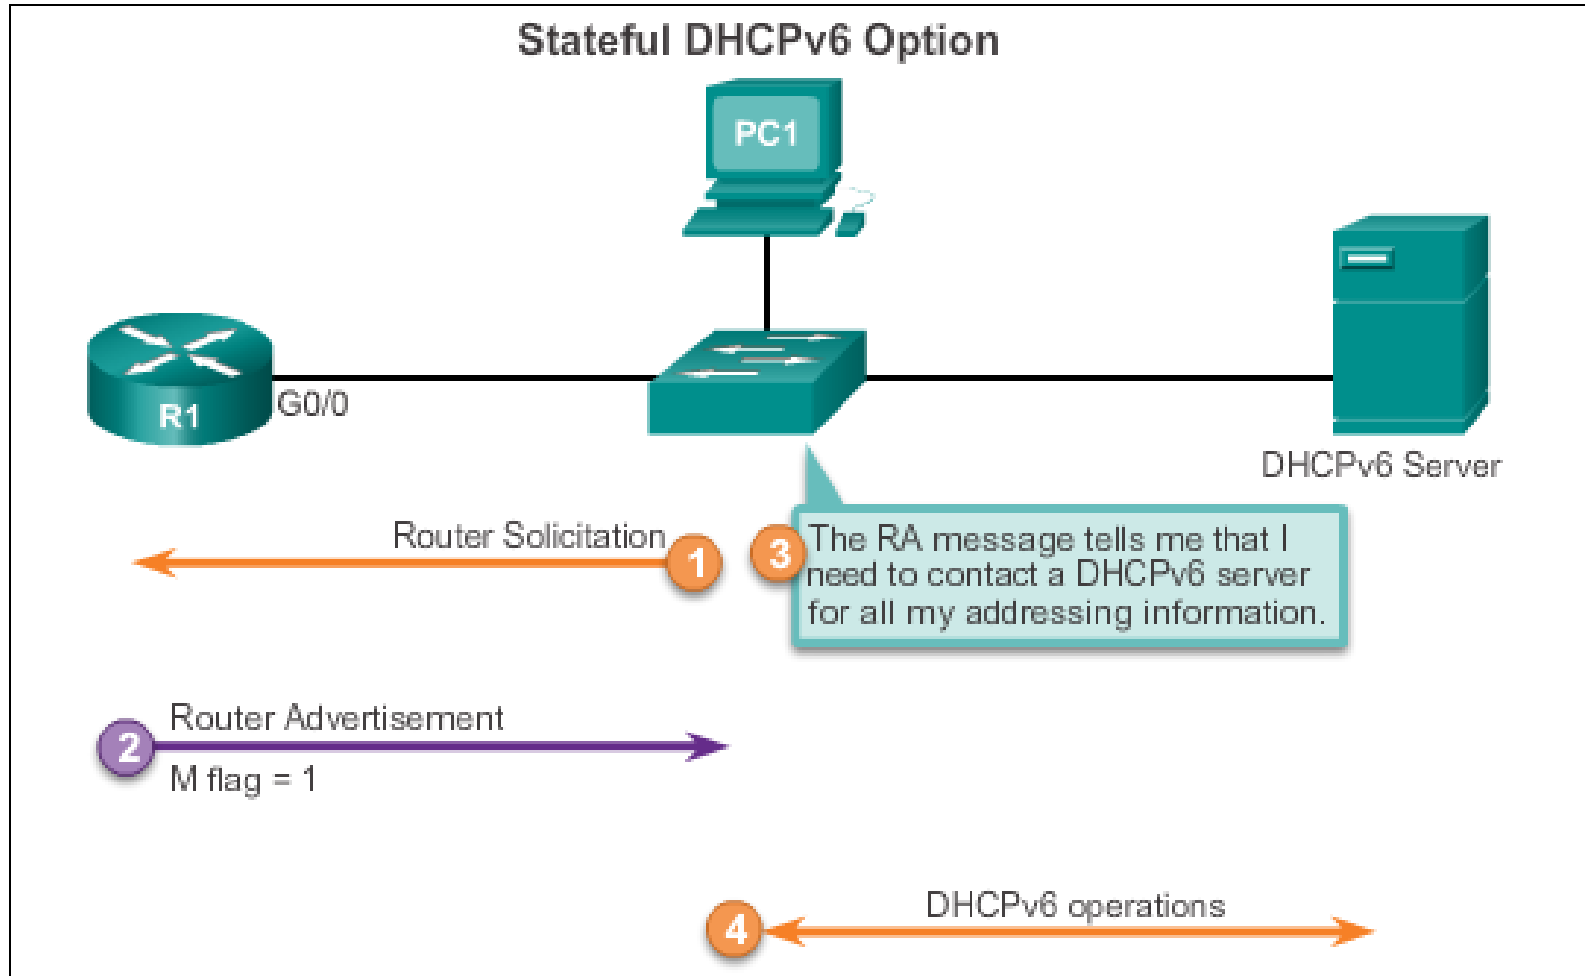 Stateful DHCPv6 Option
PC1
R1
G0/0
DHCPv6 Server
Router Solicitation
1
3
The RA message tells me that I
need to contact a DHCPv6 server
for all my addressing information.
2
Router Advertisement
M flag = 1
4
DHCPv6 operations